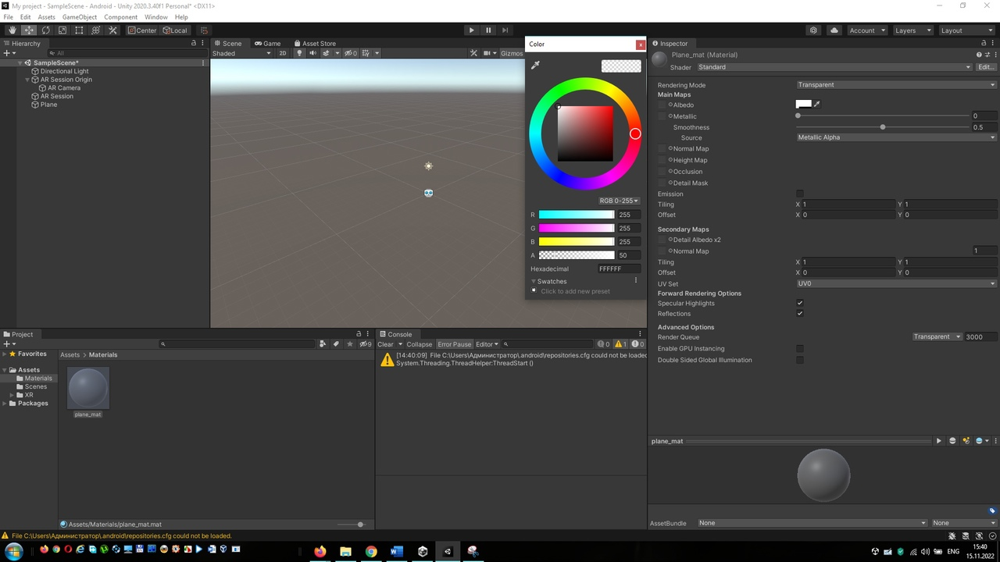 My project - SampleScene - Android - Unity 2020.3.40f1 Personal* <DX11>
File Edit Assets GameObject Component Window Help
Center Local
Account Layers Layout
Hierarchy
All
SampleScene*
Directional Light
AR Session Origin
AR Camera
AR Session
Plane
Scene Game Asset Store
Shaded 2D 0 Gizmos
Color x
RGB 0-255
R 255
G 255
B 255
A 50
Hexadecimal FFFFFF
Swatches
Click to add new preset
Inspector
Plane_mat (Material)
Shader Standard Edit...
Rendering Mode Transparent
Main Maps
Albedo
Metallic 0
Smoothness 0.5
Source Metallic Alpha
Normal Map
Height Map
Occlusion
Detail Mask
Emission
Tiling X 1 Y 1
Offset X 0 Y 0
Secondary Maps
Detail Albedo x2
Normal Map 1
Tiling X 1 Y 1
Offset X 0 Y 0
UV Set UV0
Forward Rendering Options
Specular Highlights
Reflections
Advanced Options
Render Queue Transparent 3000
Enable GPU Instancing
Double Sided Global Illumination
plane_mat
AssetBundle None None
Project
9
Favorites
Assets
Materials
Scenes
XR
Packages
Assets > Materials
plane_mat
Assets/Materials/plane_mat.mat
Console
Clear Collapse Error Pause Editor 0 1 0
[14:40:09] File C:\Users\Администратор\.android\repositories.cfg could not be loaded
System.Threading.ThreadHelper:ThreadStart ()
File C:\Users\Администратор\.android\repositories.cfg could not be loaded.
ENG
15:40
15.11.2022